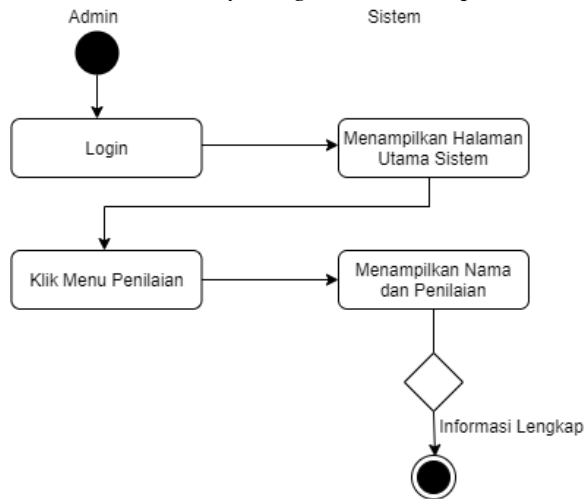 Admin
Sistem
Login
Menampilkan Halaman
Utama Sistem
Klik Menu Penilaian
Menampilkan Nama
dan Penilaian
Informasi Lengkap